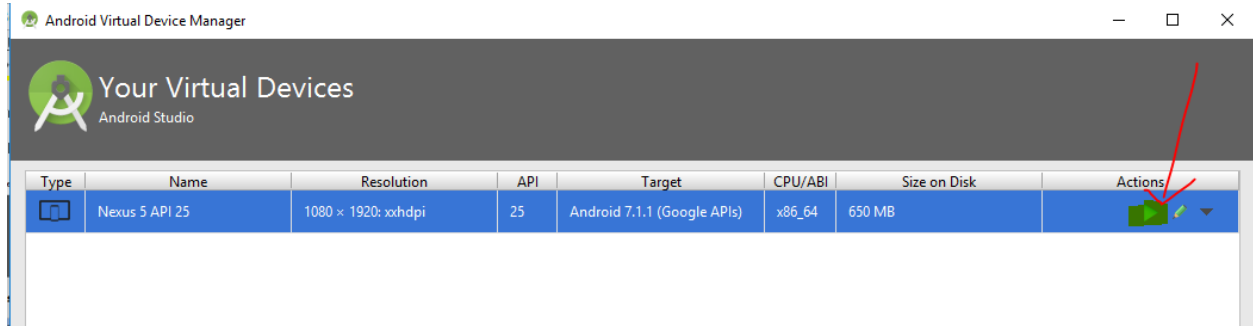 Android Virtual Device Manager
Your Virtual Devices
Android Studio
Type Name Resolution API Target CPU/ABI Size on Disk Actions
Nexus 5 API 25 1080 × 1920: xxhdpi 25 Android 7.1.1 (Google APIs) x86_64 650 MB